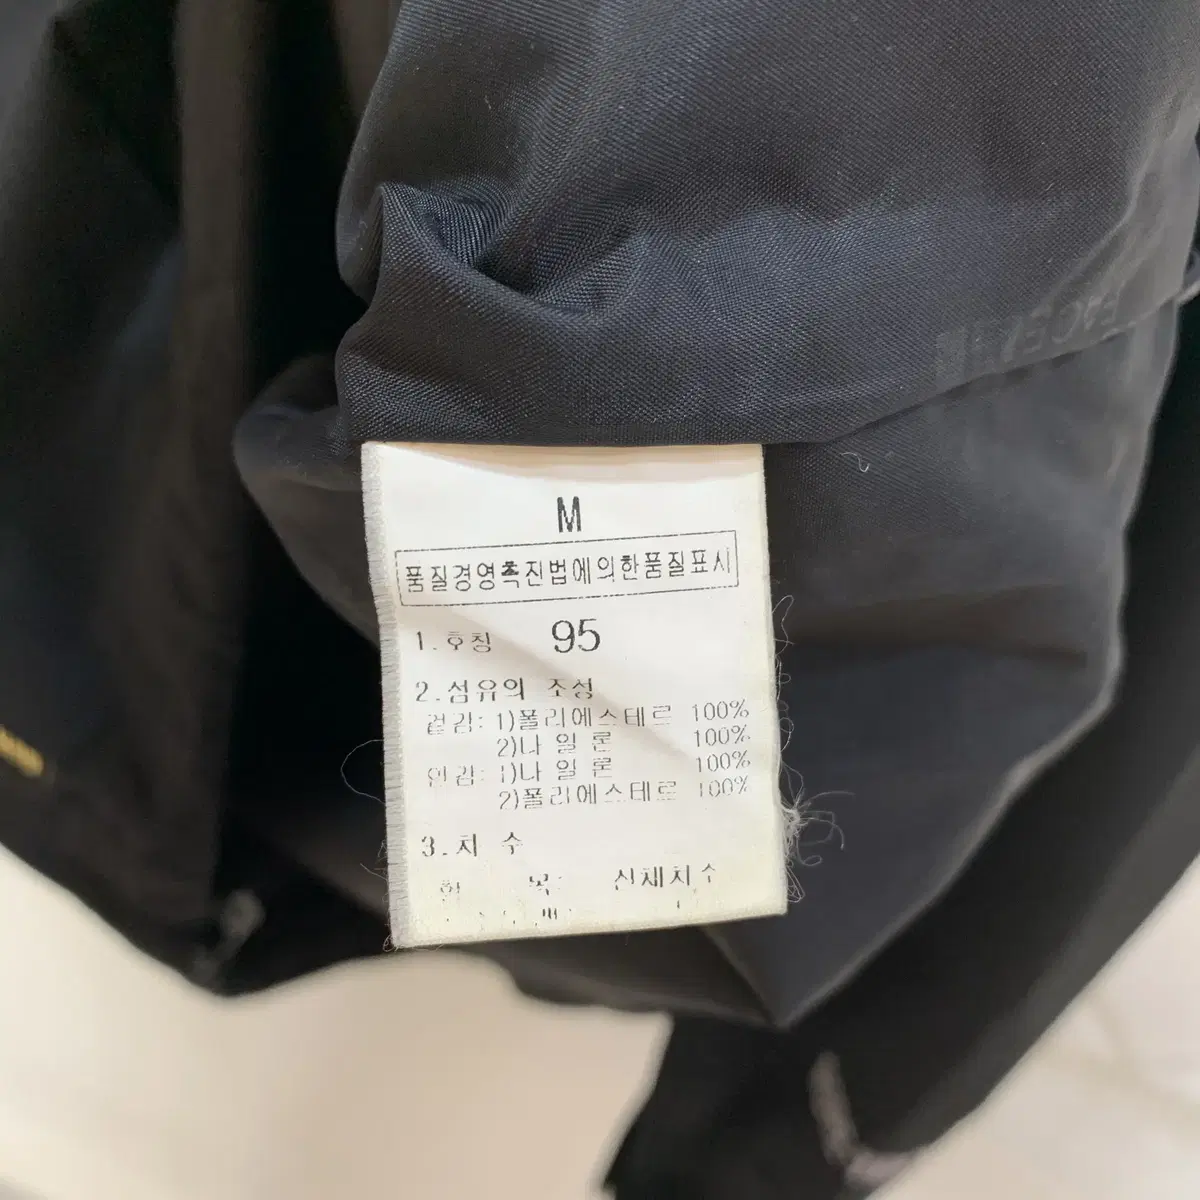 M
품질경영촉진법에의한품질표시
1.호칭 95
2.섬유의 조성
겉감: 1)폴리에스테르 100%
2)나 일 론 100%
안감: 1)나 일 론 100%
2)폴리에스테르 100%
3.치 수
항 목: 신체치수